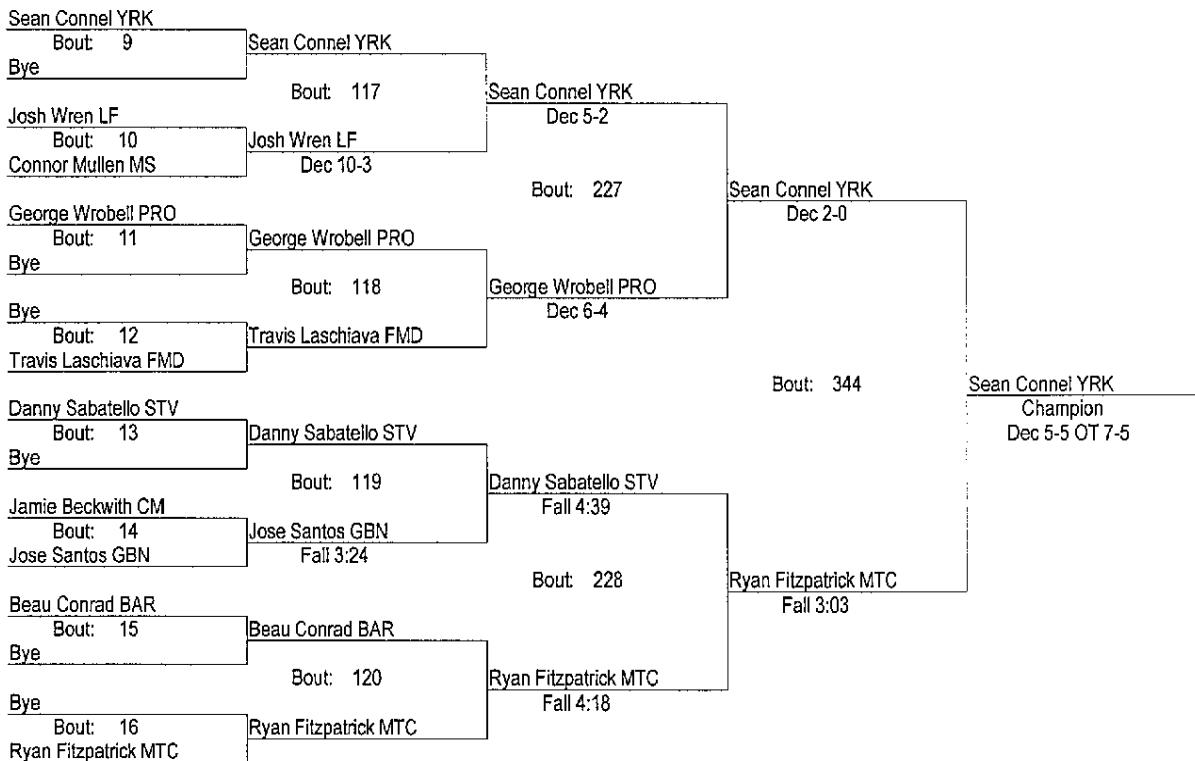 Sean Connel YRK
Bout: 9
Bye
Sean Connel YRK
Bout: 117
Josh Wren LF
Bout: 10
Connor Mullen MS
Josh Wren LF
Dec 10-3
Sean Connel YRK
Dec 5-2
Bout: 227
George Wrobell PRO
Bout: 11
Bye
George Wrobell PRO
Bout: 118
Bye
Bout: 12
Travis Laschiava FMD
Travis Laschiava FMD
George Wrobell PRO
Dec 6-4
Sean Connel YRK
Dec 2-0
Bout: 344
Danny Sabatello STV
Bout: 13
Bye
Danny Sabatello STV
Bout: 119
Jamie Beckwith CM
Bout: 14
Jose Santos GBN
Jose Santos GBN
Fall 3:24
Danny Sabatello STV
Fall 4:39
Bout: 228
Beau Conrad BAR
Bout: 15
Bye
Beau Conrad BAR
Bout: 120
Bye
Bout: 16
Ryan Fitzpatrick MTC
Ryan Fitzpatrick MTC
Ryan Fitzpatrick MTC
Fall 4:18
Ryan Fitzpatrick MTC
Fall 3:03
Sean Connel YRK
Champion
Dec 5-5 OT 7-5